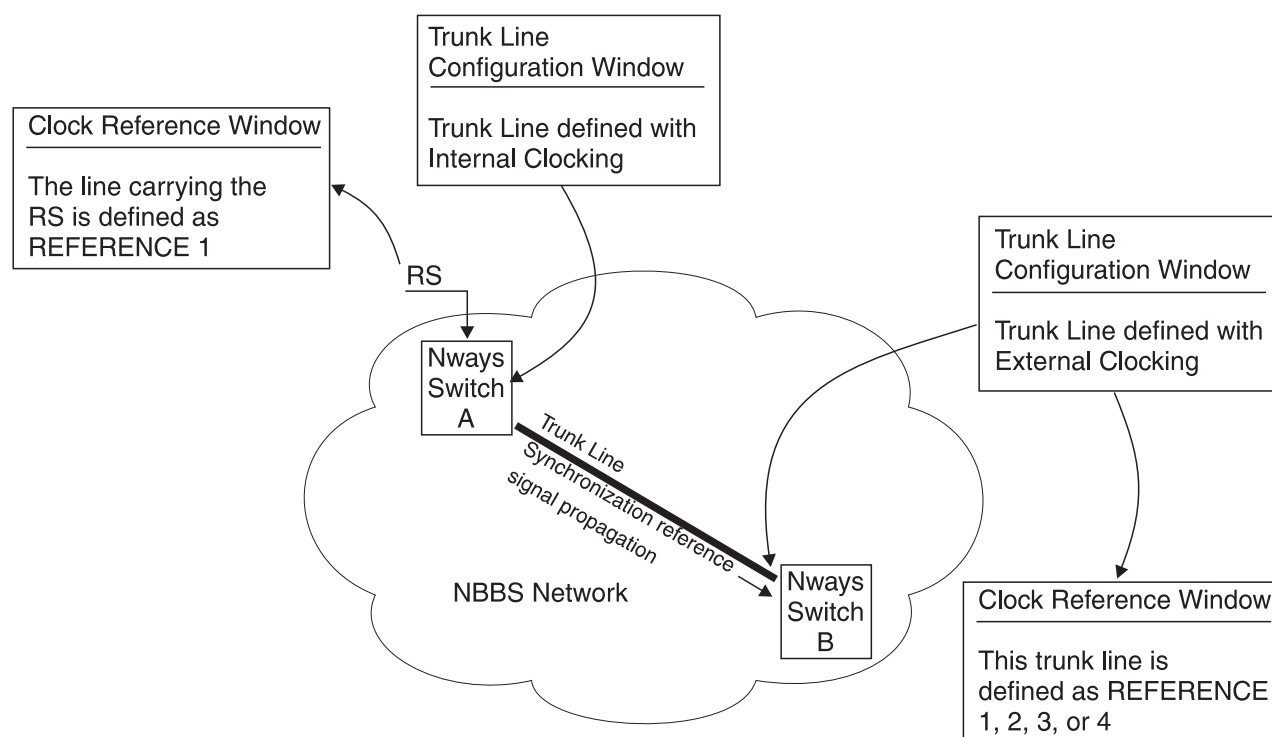 Trunk Line
Configuration Window
Trunk Line defined with
Internal Clocking
Clock Reference Window
The line carrying the
RS is defined as
REFERENCE 1
RS
Trunk Line
Configuration Window
Trunk Line defined with
External Clocking
Nways
Switch
A
Trunk Line
Synchronization reference
signal propagation
NBBS Network
Nways
Switch
B
Clock Reference Window
This trunk line is
defined as REFERENCE
1, 2, 3, or 4